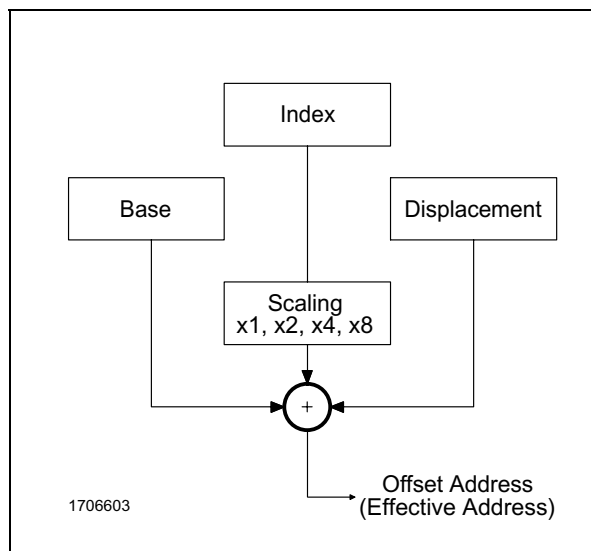 Index
Base
Displacement
Scaling
x1, x2, x4, x8
+
Offset Address
(Effective Address)
1706603